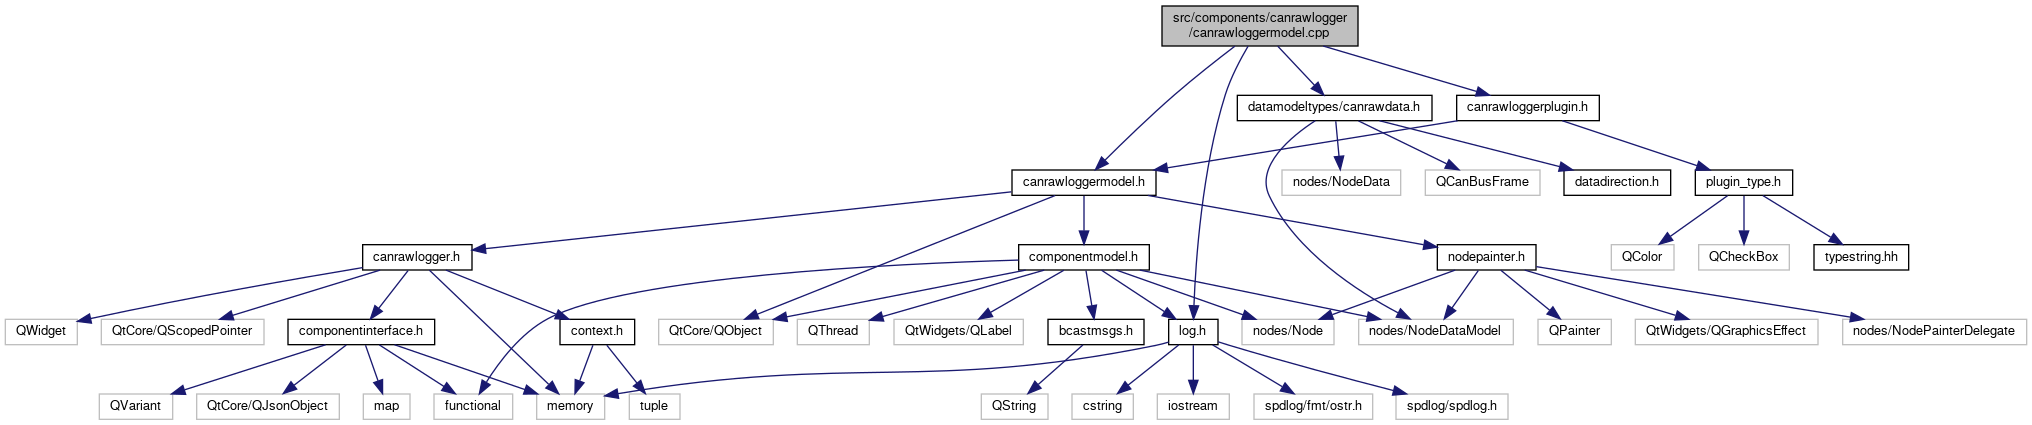 src/components/canrawlogger
/canrawloggermodel.cpp
datamodeltypes/canrawdata.h
canrawloggerplugin.h
canrawloggermodel.h
nodes/NodeData
QCanBusFrame
datadirection.h
plugin_type.h
canrawlogger.h
componentmodel.h
nodepainter.h
QColor
QCheckBox
typestring.hh
QWidget
QtCore/QScopedPointer
componentinterface.h
context.h
QtCore/QObject
QThread
QtWidgets/QLabel
bcastmsgs.h
log.h
nodes/Node
nodes/NodeDataModel
QPainter
QtWidgets/QGraphicsEffect
nodes/NodePainterDelegate
QVariant
QtCore/QJsonObject
map
functional
memory
tuple
QString
cstring
iostream
spdlog/fmt/ostr.h
spdlog/spdlog.h